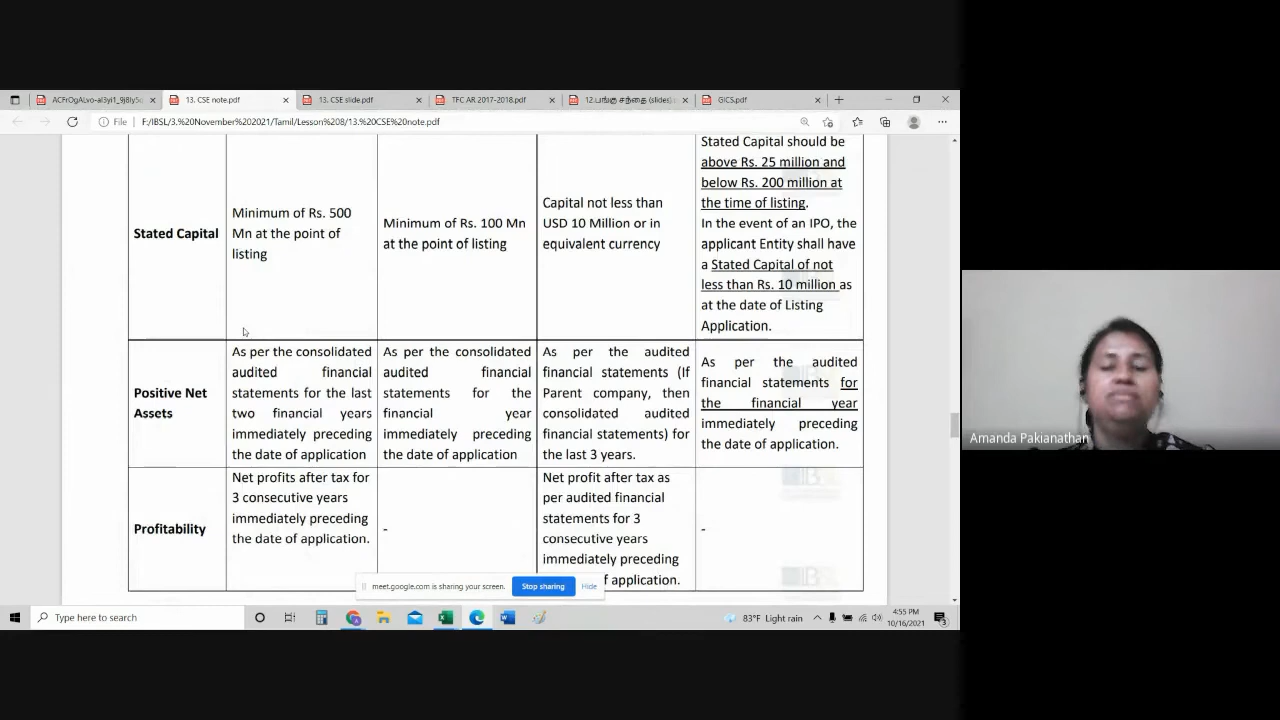 ACFrOgALvo-al3yi1_9j8ly5c
13. CSE note.pdf
13. CSE slide.pdf
TFC AR 2017-2018.pdf
12.பங்கு சந்தை (slides)
GICS.pdf
File
F:/IBSL/3.%20November%202021/Tamil/Lesson%208/13.%20CSE%20note.pdf
Stated Capital
Minimum of Rs. 500
Mn at the point of
listing
Minimum of Rs. 100 Mn
at the point of listing
Capital not less than
USD 10 Million or in
equivalent currency
Stated Capital should be
above Rs. 25 million and
below Rs. 200 million at
the time of listing.
In the event of an IPO, the
applicant Entity shall have
a Stated Capital of not
less than Rs. 10 million as
at the date of Listing
Application.
Positive Net
Assets
As per the consolidated
audited financial
statements for the last
two financial years
immediately preceding
the date of application
As per the consolidated
audited financial
statements for the
financial year
immediately preceding
the date of application
As per the audited
financial statements (If
Parent company, then
consolidated audited
financial statements) for
the last 3 years.
As per the audited
financial statements for
the financial year
immediately preceding
the date of application.
Profitability
Net profits after tax for
3 consecutive years
immediately preceding
the date of application.
-
Net profit after tax as
per audited financial
statements for 3
consecutive years
immediately preceding
f application.
-
meet.google.com is sharing your screen.
Stop sharing
Hide
Type here to search
83°F Light rain
4:55 PM
10/16/2021
3
Amanda Pakianathan